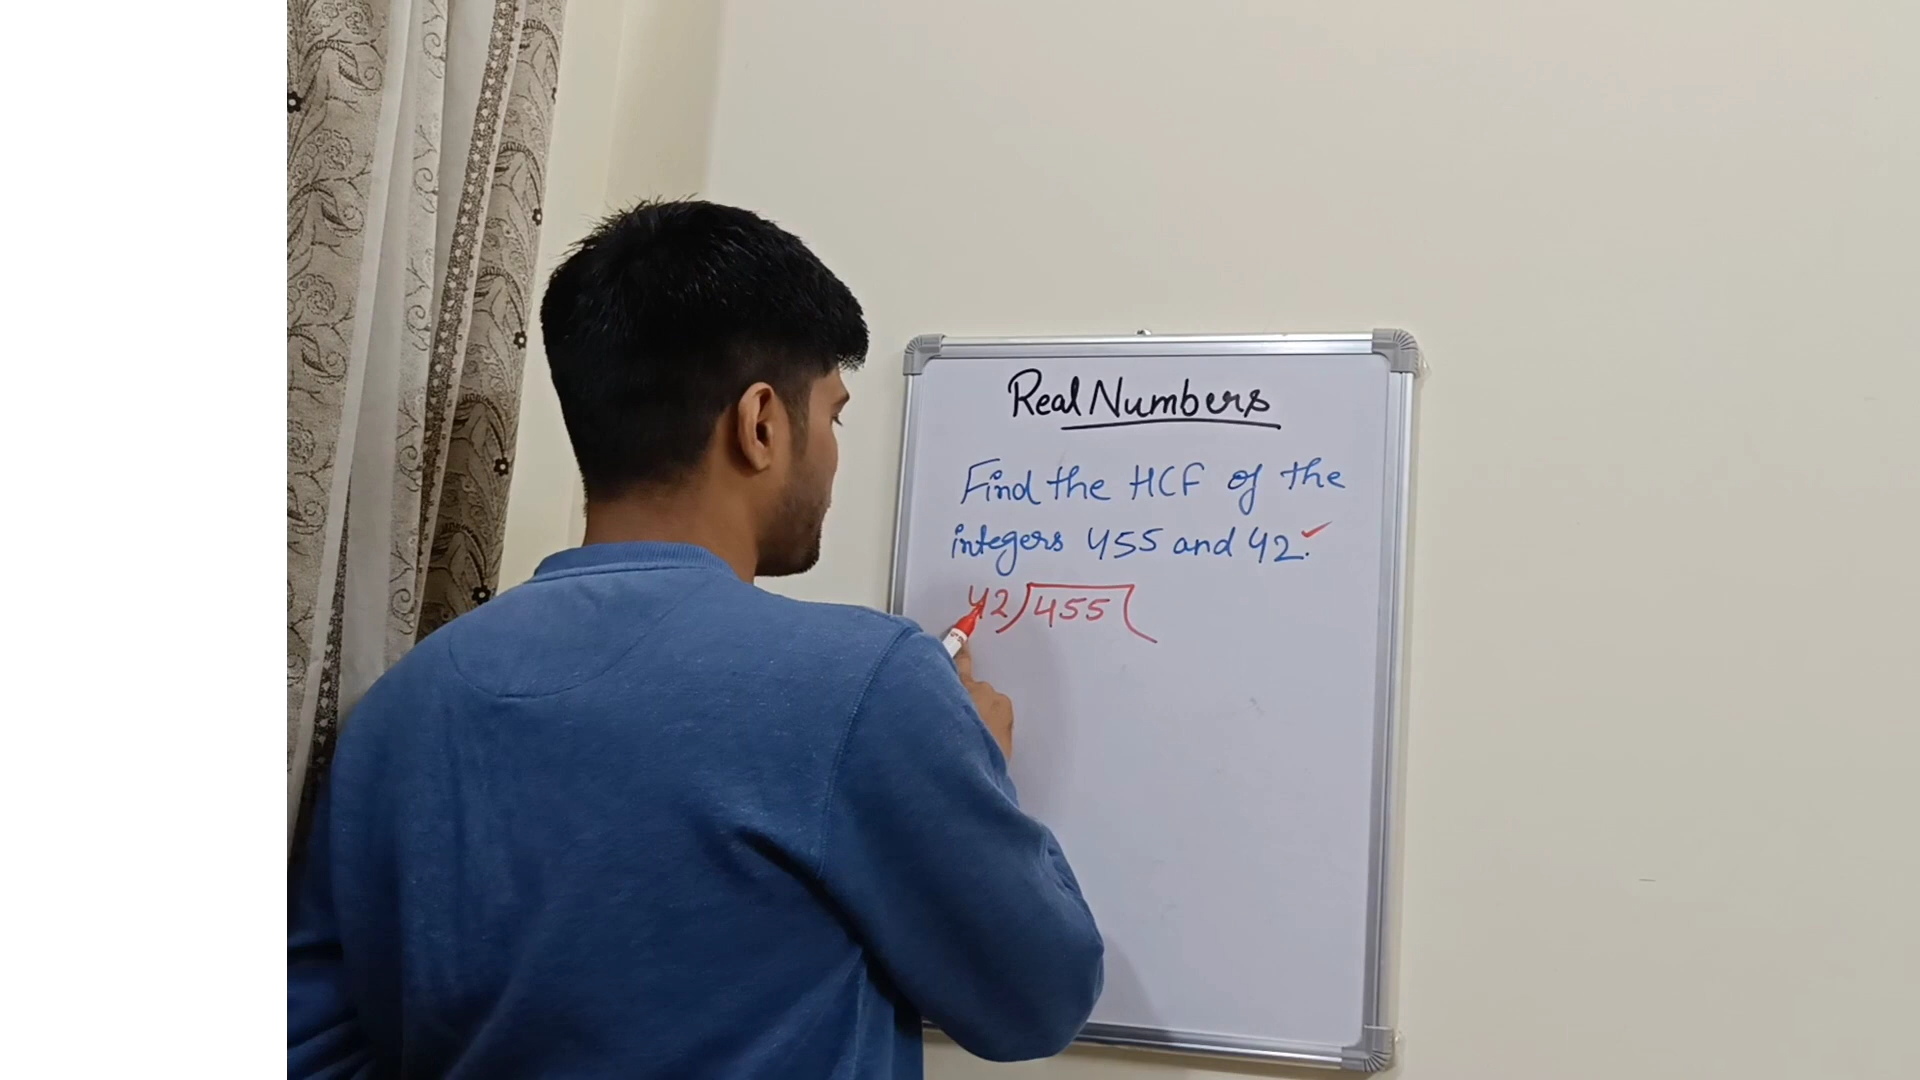 Real Numbers
Find the HCF of the
integers 455 and 42.
42)455(